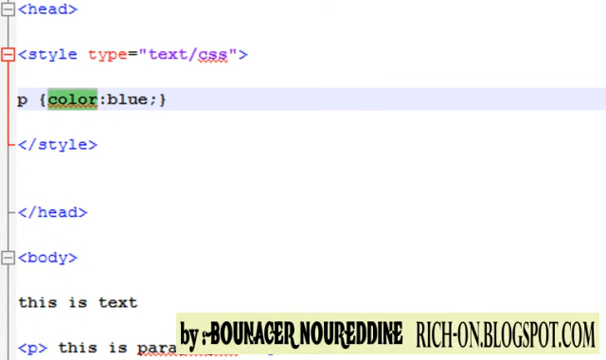 <head>
<style type="text/css">
p {color:blue;}
</style>
</head>
<body>
this is text
<p> this is para
by :-BOUNACER NOUREDDINE RICH-ON.BLOGSPOT.COM